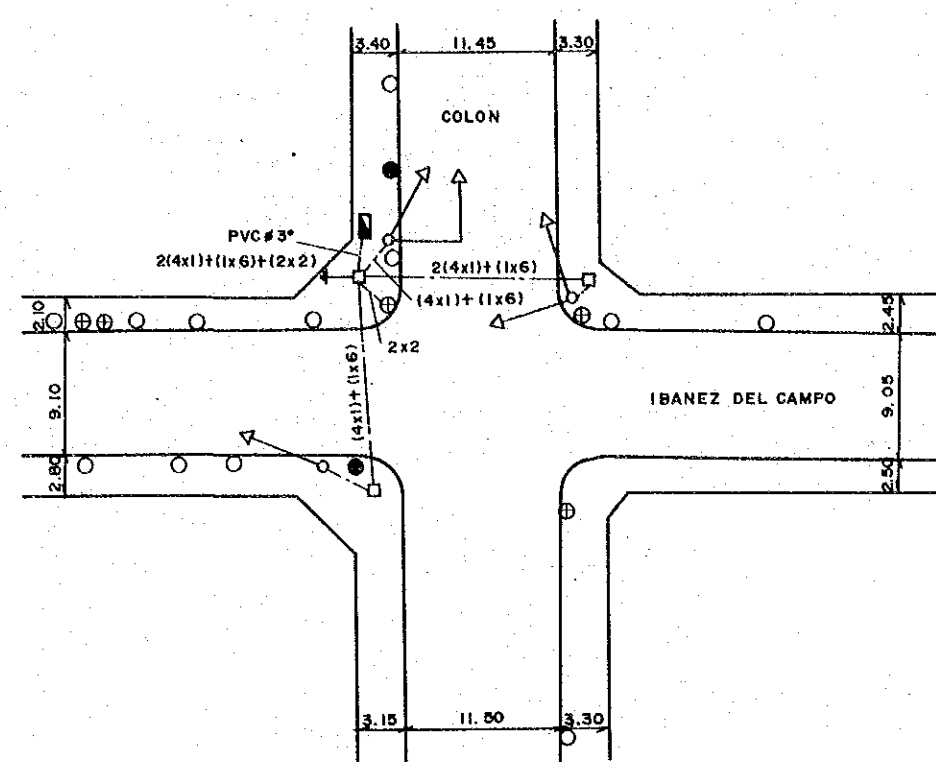 3.40 11.45 3.30
COLON
PVC ø 3"
2(4x1)+(1x6)+(2x2)
2(4x1)+(1x6)
(4x1)+(1x6)
2x2
(4x1)+(1x6)
2.10
9.10
2.80
IBANEZ DEL CAMPO
2.45
9.05
2.50
3.15 11.50 3.30